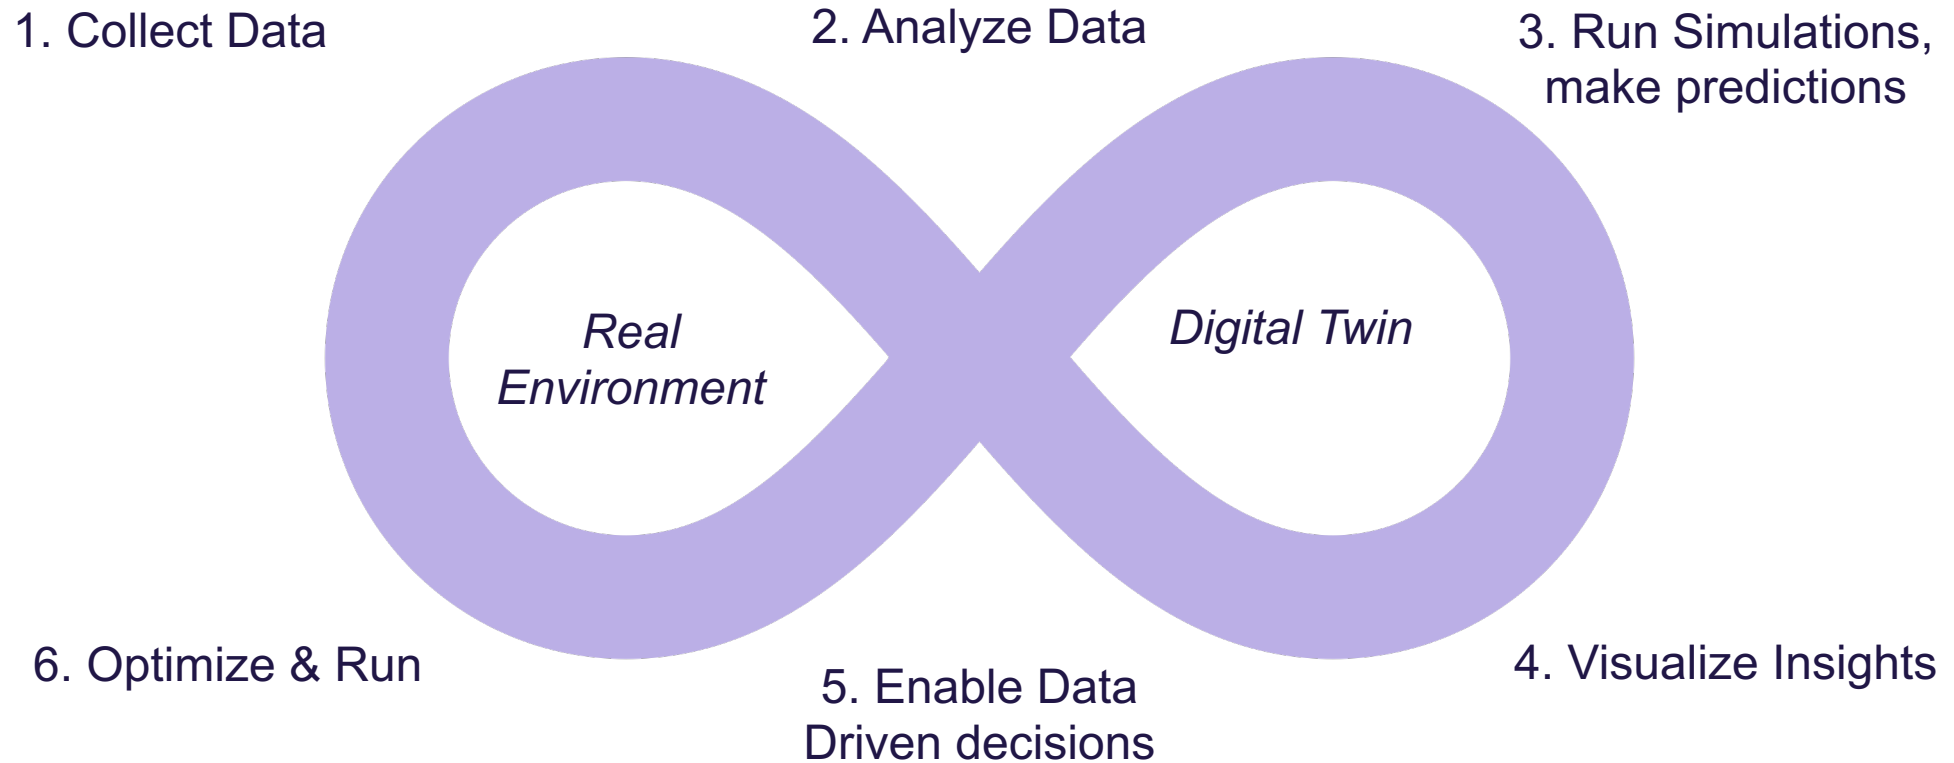 1. Collect Data
2. Analyze Data
3. Run Simulations,
make predictions
Real
Environment
Digital Twin
4. Visualize Insights
5. Enable Data
Driven decisions
6. Optimize & Run